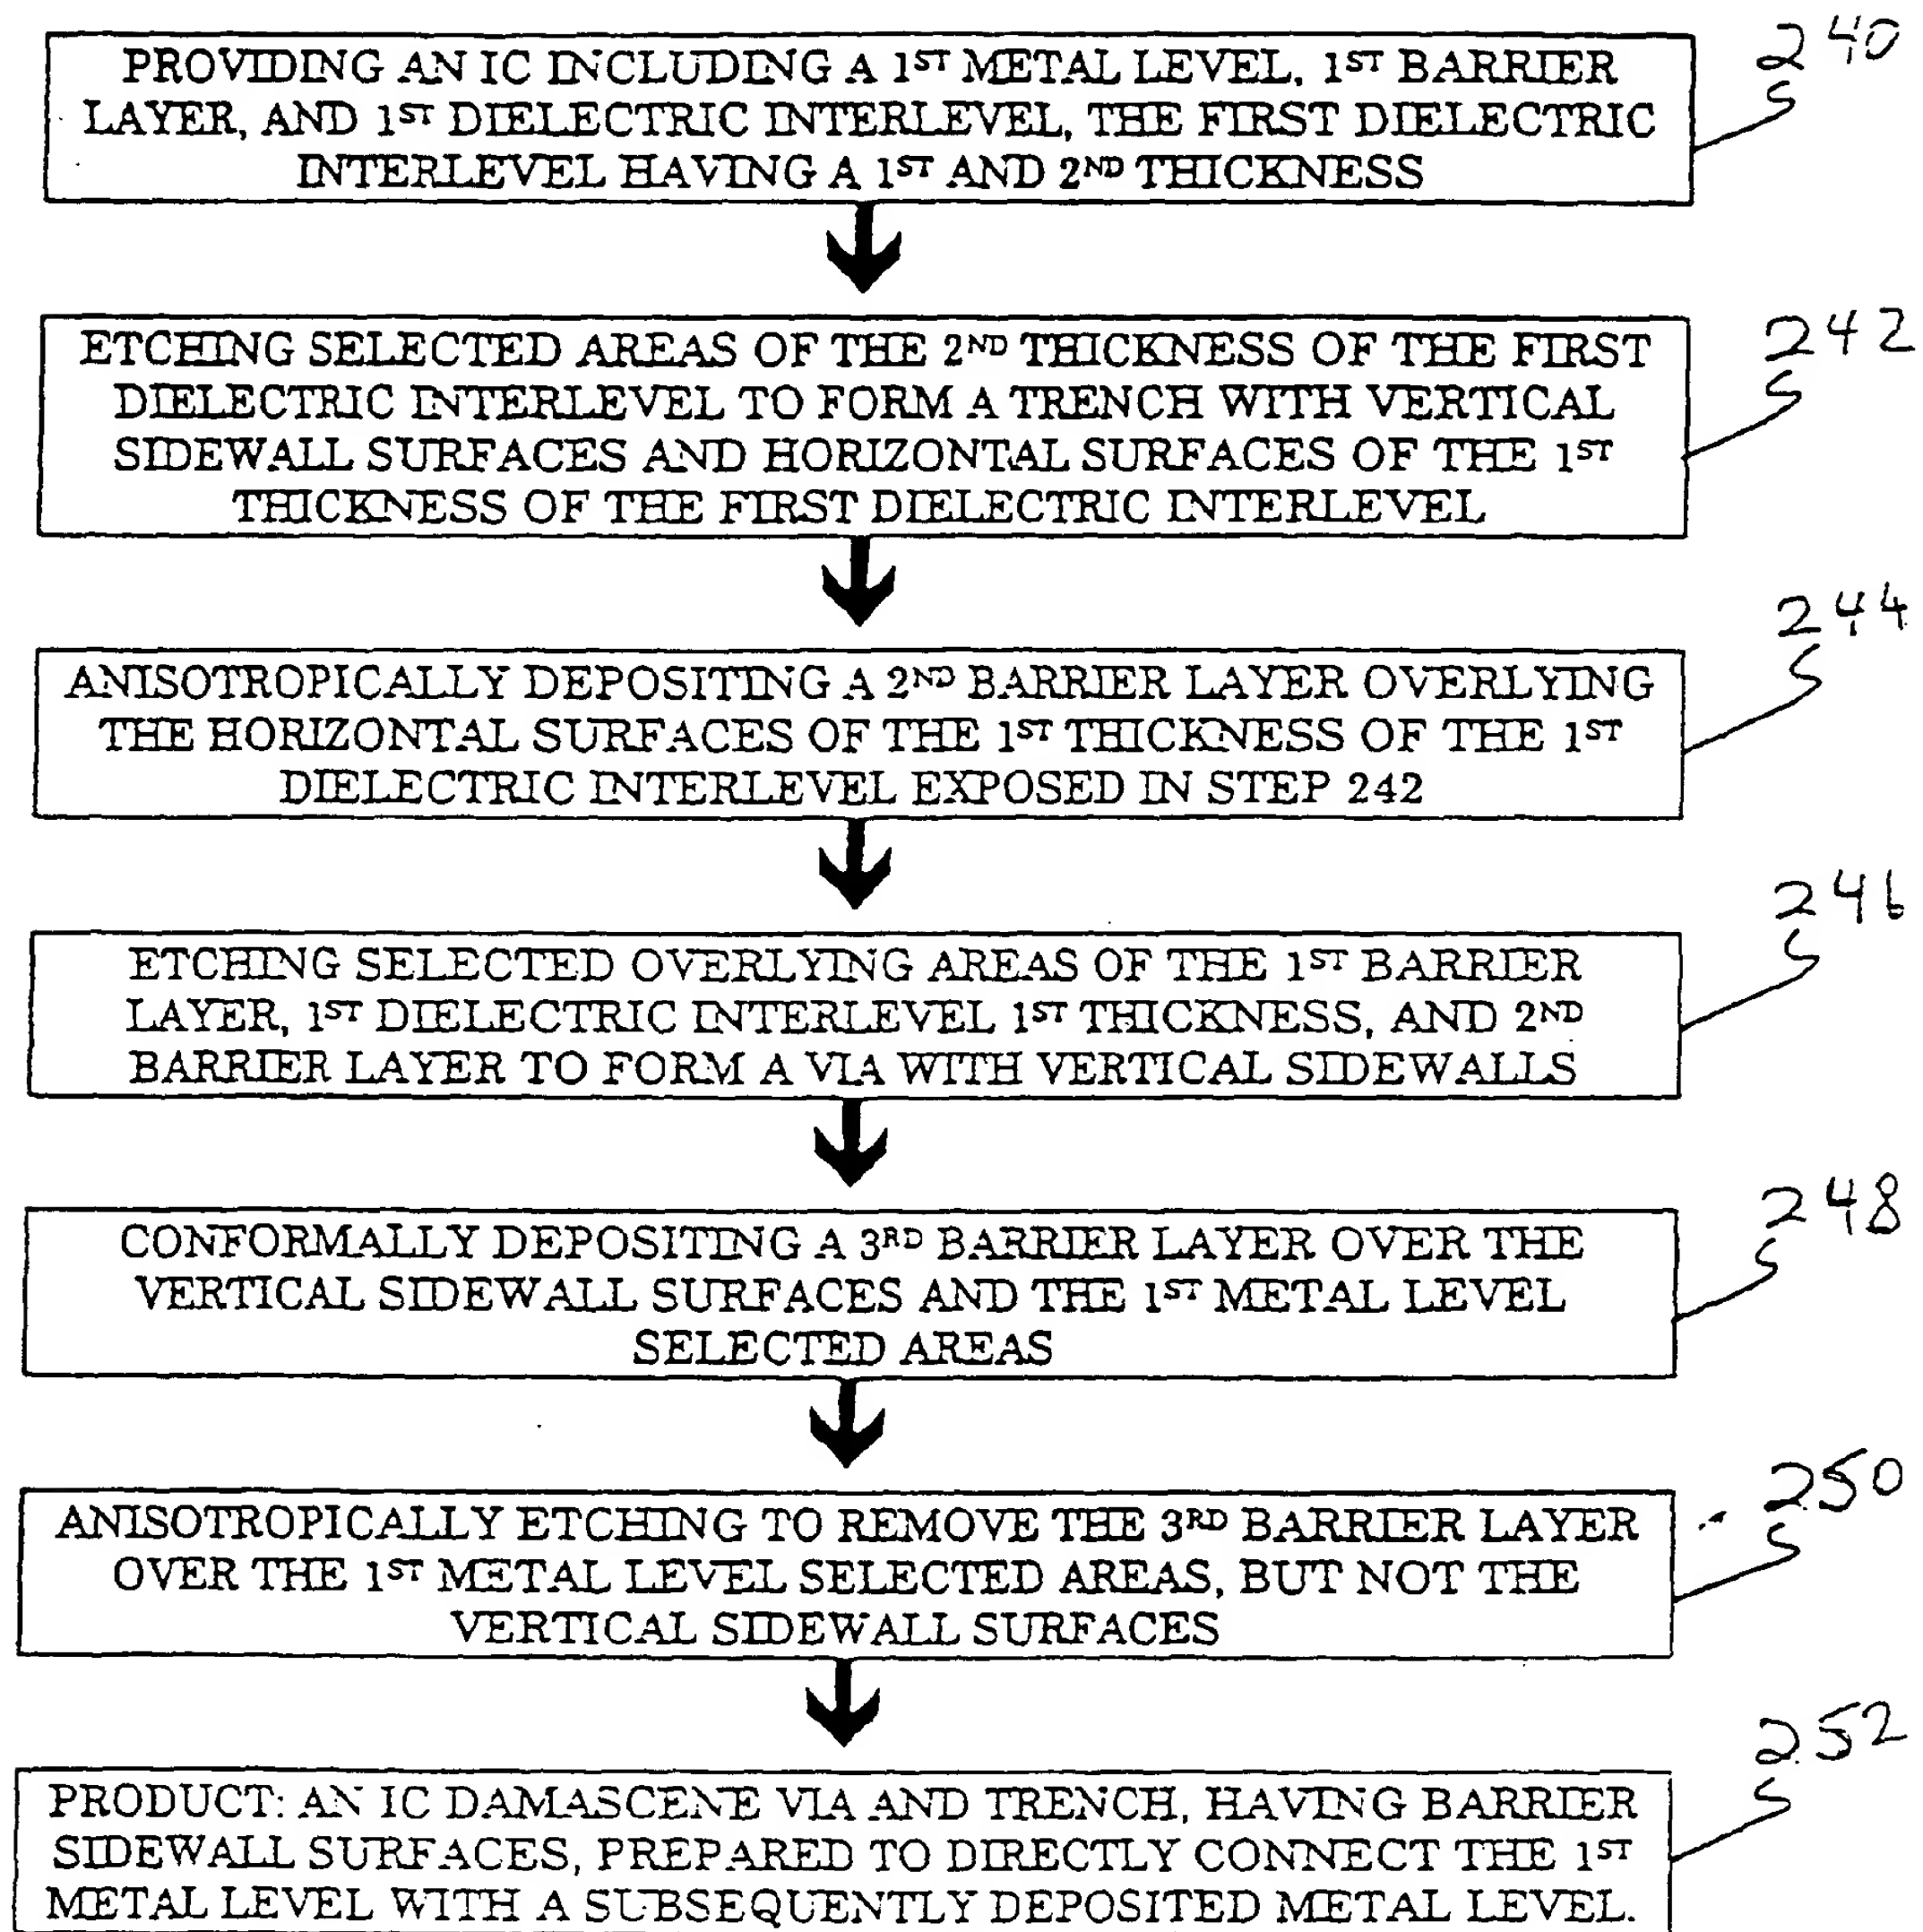 240
PROVIDING AN IC INCLUDING A 1ST METAL LEVEL, 1ST BARRIER
LAYER, AND 1ST DIELECTRIC INTERLEVEL, THE FIRST DIELECTRIC
INTERLEVEL HAVING A 1ST AND 2ND THICKNESS
242
ETCHING SELECTED AREAS OF THE 2ND THICKNESS OF THE FIRST
DIELECTRIC INTERLEVEL TO FORM A TRENCH WITH VERTICAL
SIDEWALL SURFACES AND HORIZONTAL SURFACES OF THE 1ST
THICKNESS OF THE FIRST DIELECTRIC INTERLEVEL
244
ANISOTROPICALLY DEPOSITING A 2ND BARRIER LAYER OVERLYING
THE HORIZONTAL SURFACES OF THE 1ST THICKNESS OF THE 1ST
DIELECTRIC INTERLEVEL EXPOSED IN STEP 242
246
ETCHING SELECTED OVERLYING AREAS OF THE 1ST BARRIER
LAYER, 1ST DIELECTRIC INTERLEVEL 1ST THICKNESS, AND 2ND
BARRIER LAYER TO FORM A VIA WITH VERTICAL SIDEWALLS
248
CONFORMALLY DEPOSITING A 3RD BARRIER LAYER OVER THE
VERTICAL SIDEWALL SURFACES AND THE 1ST METAL LEVEL
SELECTED AREAS
250
ANISOTROPICALLY ETCHING TO REMOVE THE 3RD BARRIER LAYER
OVER THE 1ST METAL LEVEL SELECTED AREAS, BUT NOT THE
VERTICAL SIDEWALL SURFACES
252
PRODUCT: AN IC DAMASCENE VIA AND TRENCH, HAVING BARRIER
SIDEWALL SURFACES, PREPARED TO DIRECTLY CONNECT THE 1ST
METAL LEVEL WITH A SUBSEQUENTLY DEPOSITED METAL LEVEL.